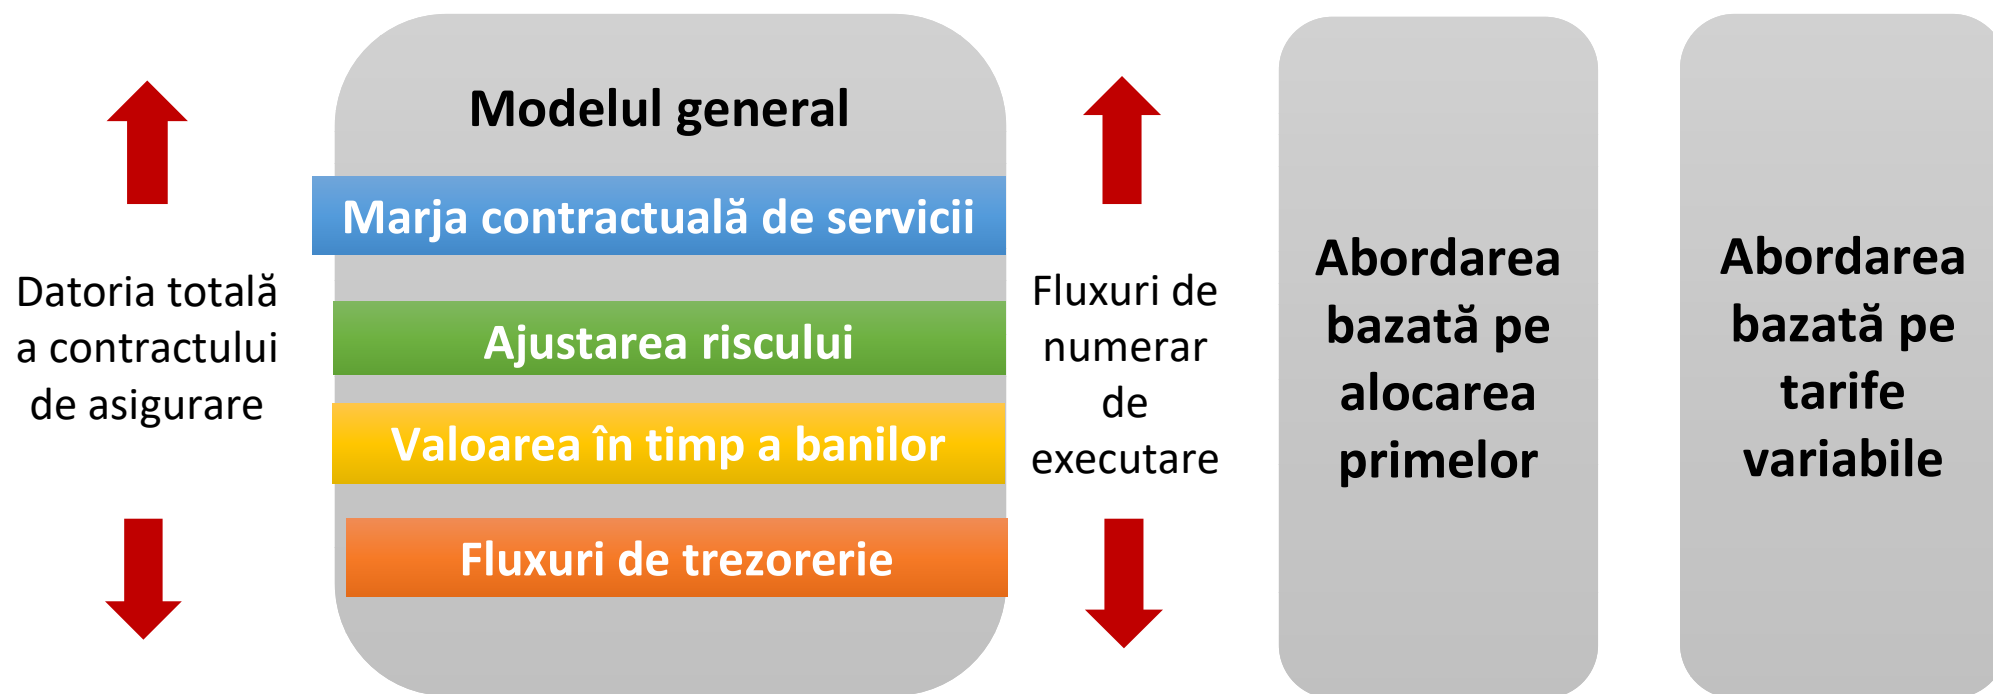 Datoria totală
a contractului
de asigurare
Modelul general
Marja contractuală de servicii
Ajustarea riscului
Valoarea în timp a banilor
Fluxuri de trezorerie
Fluxuri de
numerar
de
executare
Abordarea
bazată pe
alocarea
primelor
Abordarea
bazată pe
tarife
variabile